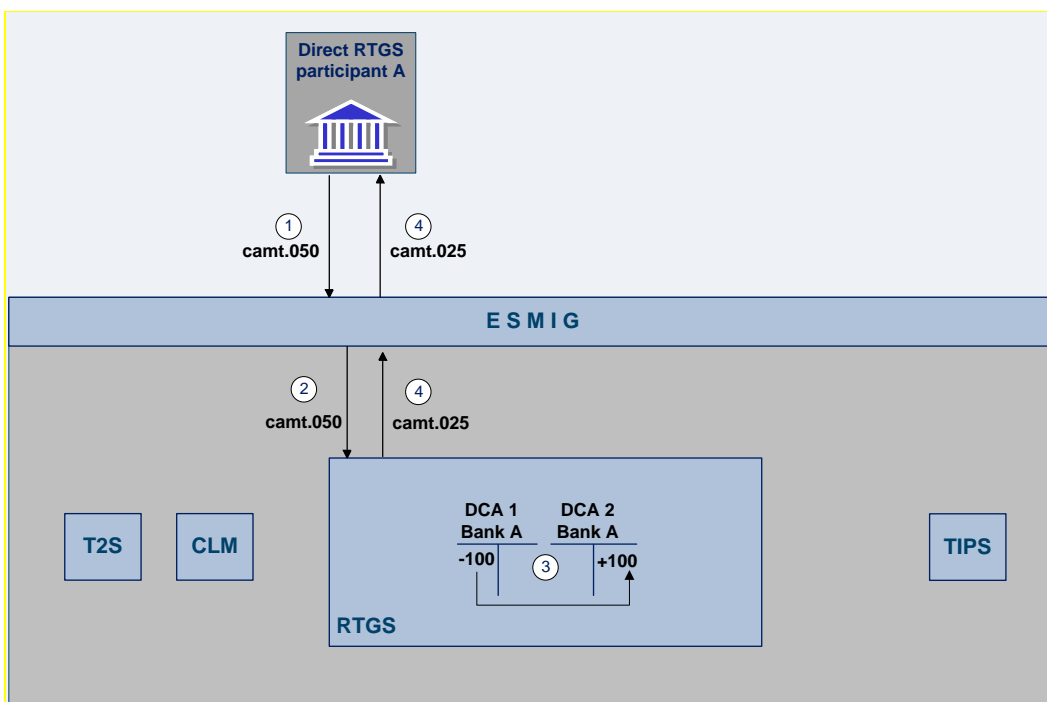 Direct RTGS
participant A
1
4
camt.050
camt.025
E S M I G
2
4
camt.050
camt.025
DCA 1
Bank A
DCA 2
Bank A
-100
3
+100
T2S
CLM
TIPS
RTGS